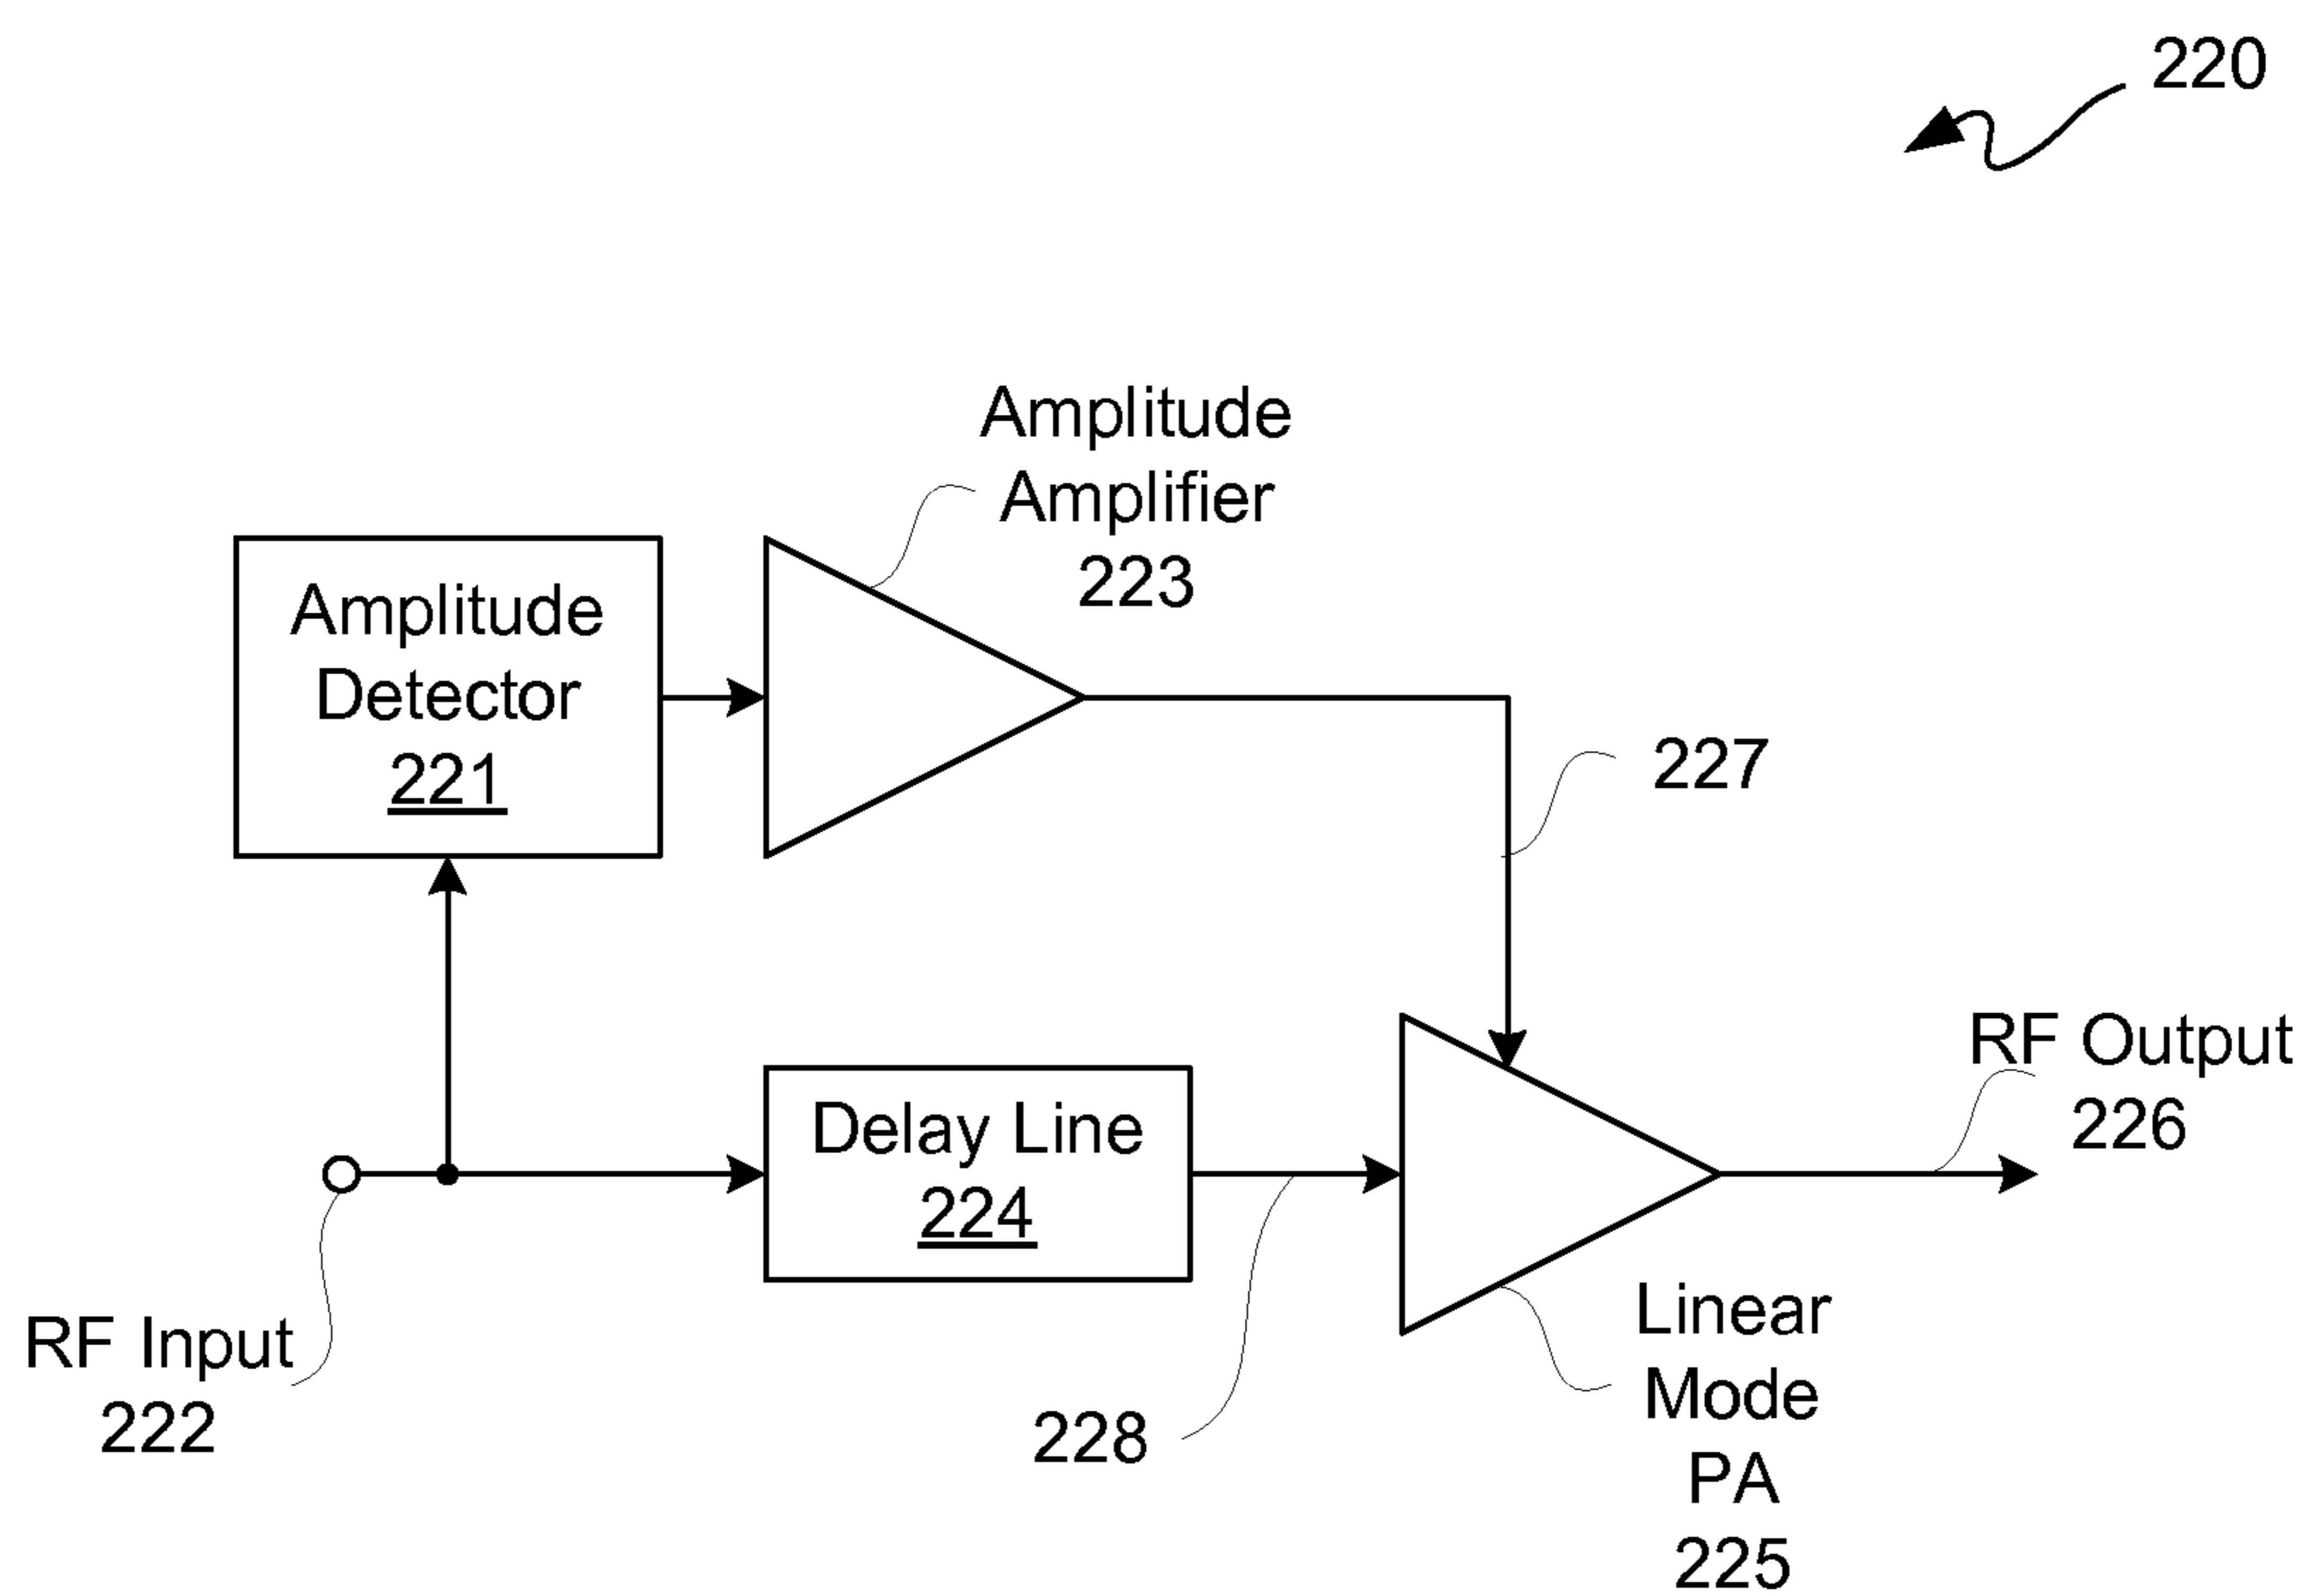 220
Amplitude
Amplifier
223
Amplitude
Detector
221
227
RF Output
226
Delay Line
224
RF Input
222
228
Linear
Mode
PA
225